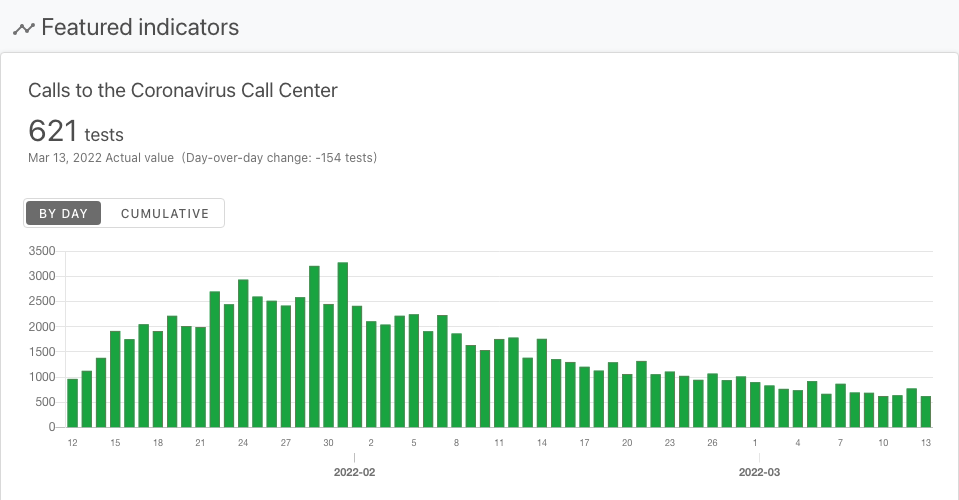 Featured indicators
Calls to the Coronavirus Call Center
621 tests
Mar 13, 2022 Actual value (Day-over-day change: -154 tests)
BY DAY CUMULATIVE
3500
3000
2500
2000
1500
1000
500
0
12 15 18 21 24 27 30 2 5 8 11 14 17 20 23 26 1 4 7 10 13
2022-02 2022-03